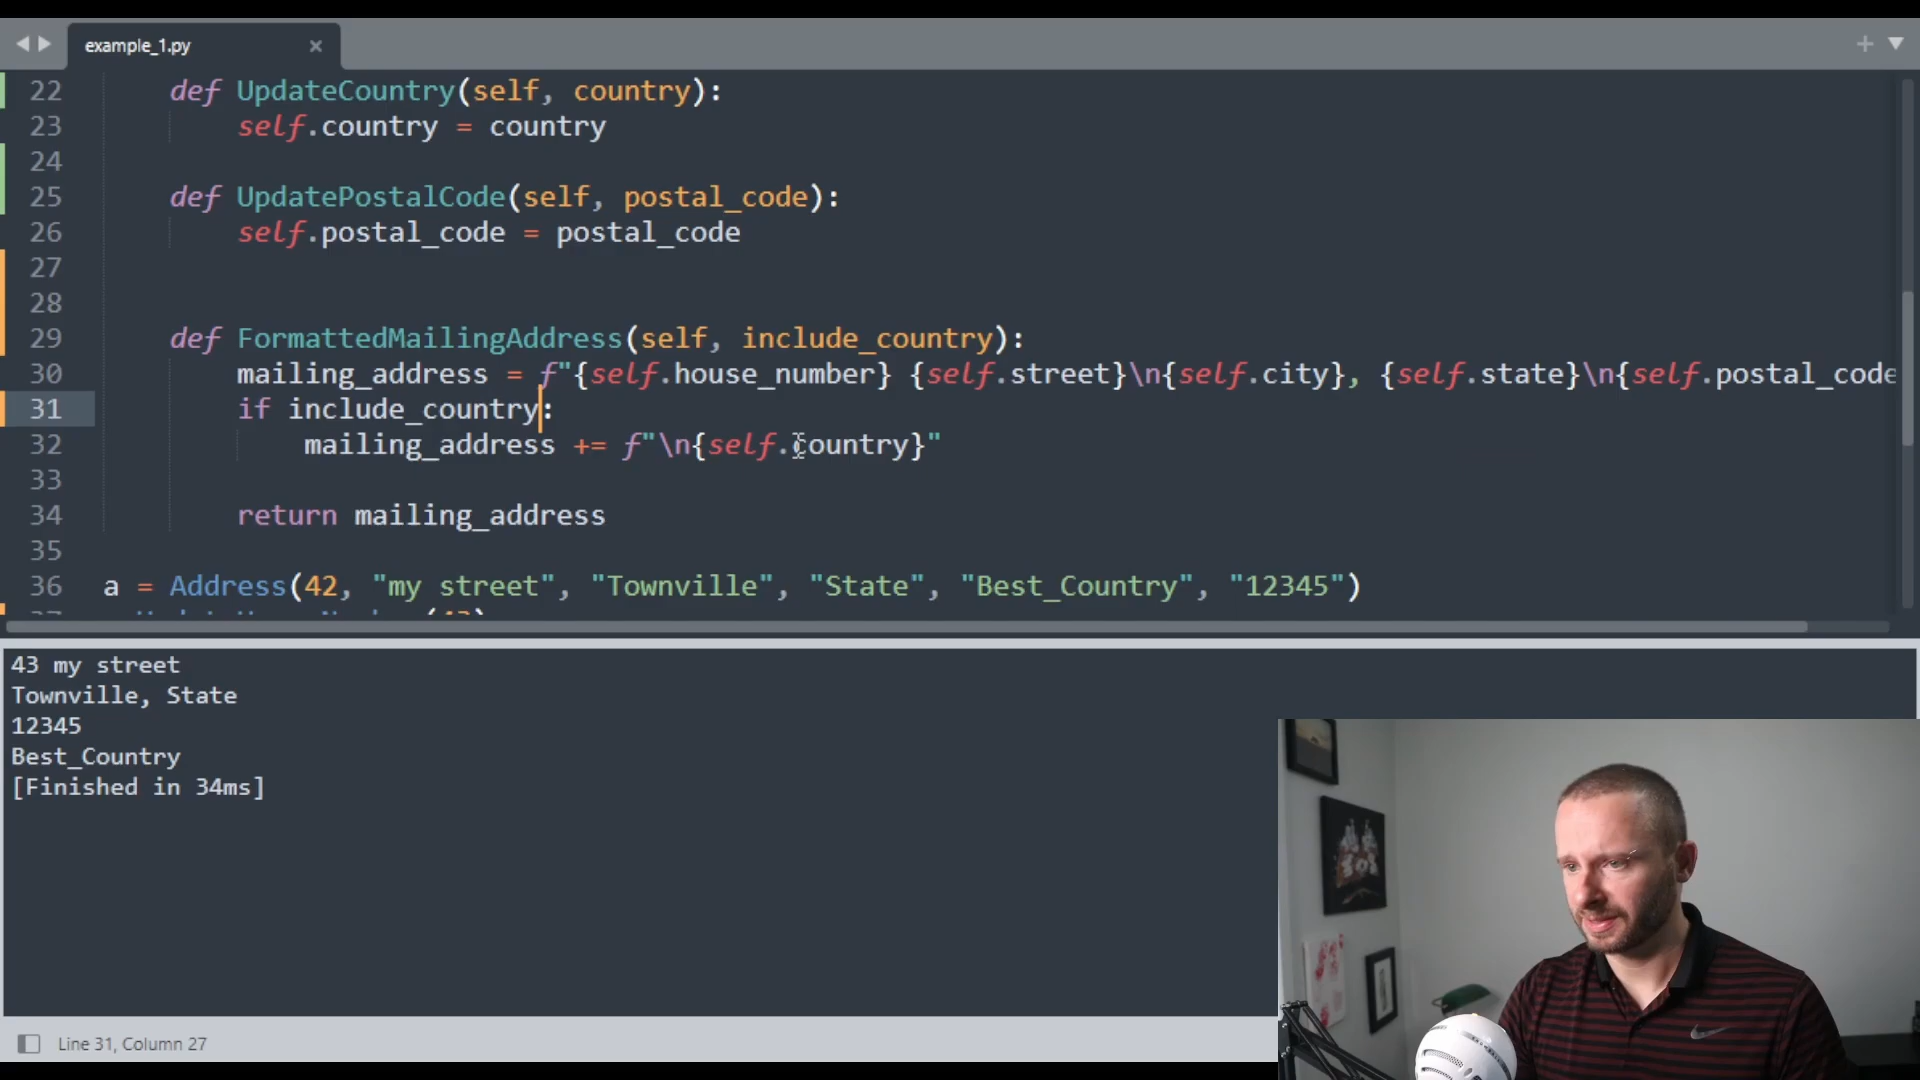 example_1.py
22 def UpdateCountry(self, country):
23 self.country = country
24
25 def UpdatePostalCode(self, postal_code):
26 self.postal_code = postal_code
27
28
29 def FormattedMailingAddress(self, include_country):
30 mailing_address = f"{self.house_number} {self.street}\n{self.city}, {self.state}\n{self.postal_code
31 if include_country:
32 mailing_address += f"\n{self.country}"
33
34 return mailing_address
35
36 a = Address(42, "my street", "Townville", "State", "Best_Country", "12345")
43 my street
Townville, State
12345
Best_Country
[Finished in 34ms]
Line 31, Column 27